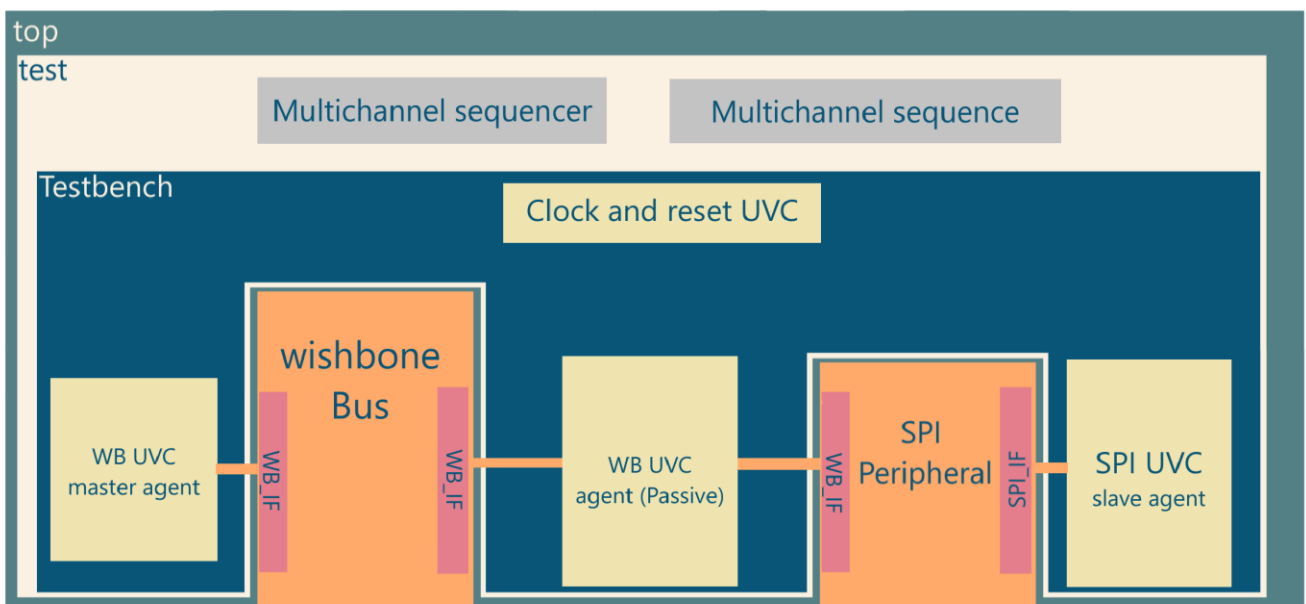 top
test
Multichannel sequencer
Multichannel sequence
Testbench
Clock and reset UVC
wishbone
Bus
WB UVC
master agent
WB_IF
WB_IF
WB UVC
agent (Passive)
WB_IF
SPI
Peripheral
SPI_IF
SPI UVC
slave agent